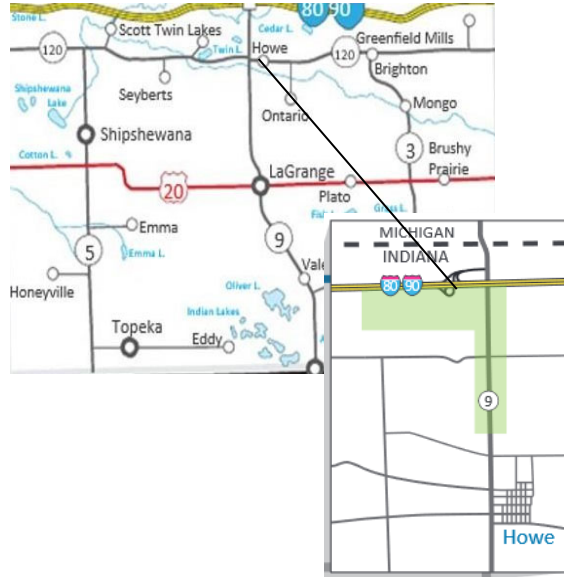 80 90
Stone L.
Scott Twin Lakes
Cedar L.
Greenfield Mills
120
Twin L.
Howe
120
Brighton
Seyberts
Shipshewana
Lake
Ontario
Mongo
Shipshewana
3
Brushy
Prairie
Cotton L.
LaGrange
20
Plato
Grass L.
Emma
9
5
Emma L.
Honeyville
Oliver L.
Indian Lakes
Topeka
Eddy
MICHIGAN
INDIANA
80 90
9
Howe